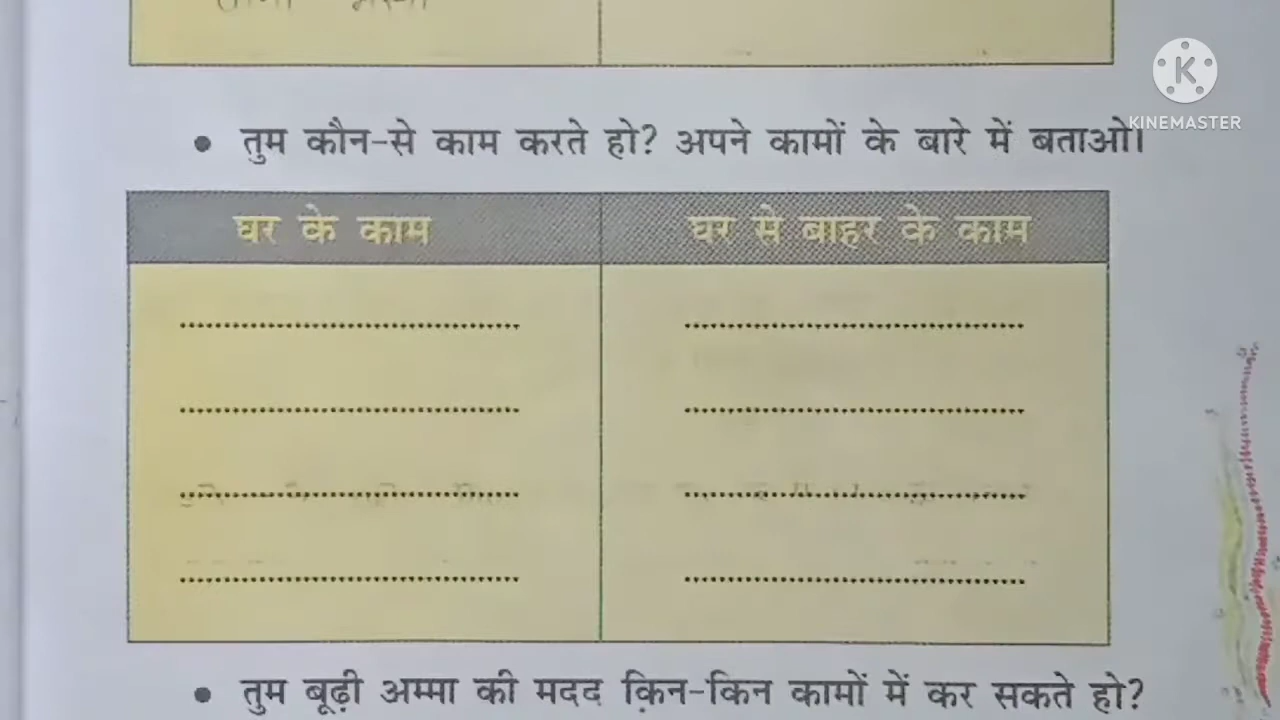 KINEMASTER
• तुम कौन-से काम करते हो? अपने कामों के बारे में बताओ।
घर के काम घर से बाहर के काम
• तुम बूढ़ी अम्मा की मदद क़िन-किन कामों में कर सकते हो?